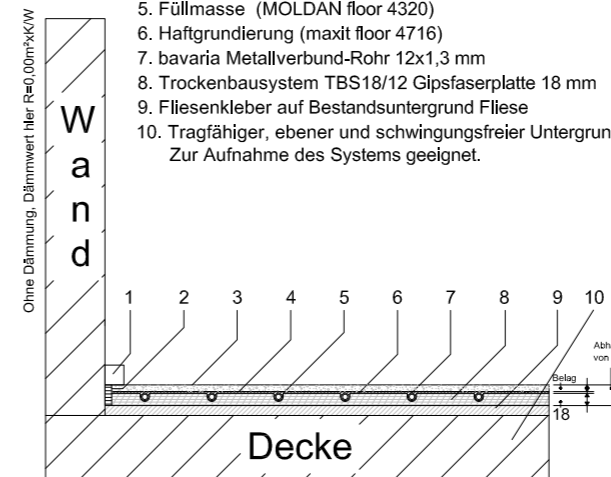 5. Füllmasse (MOLDAN floor 4320)
6. Haftgrundierung (maxit floor 4716)
7. bavaria Metallverbund-Rohr 12x1,3 mm
8. Trockenbausystem TBS18/12 Gipsfaserplatte 18 mm
9. Fliesenkleber auf Bestandsuntergrund Fliese
10. Tragfähiger, ebener und schwingungsfreier Untergrun
Zur Aufnahme des Systems geeignet.
Ohne Dämmung, Dämmwert hier R=0,00m²xK/W
Wand
1 2 3 4 5 6 7 8 9 10
Abh
von
Belag
18
Decke